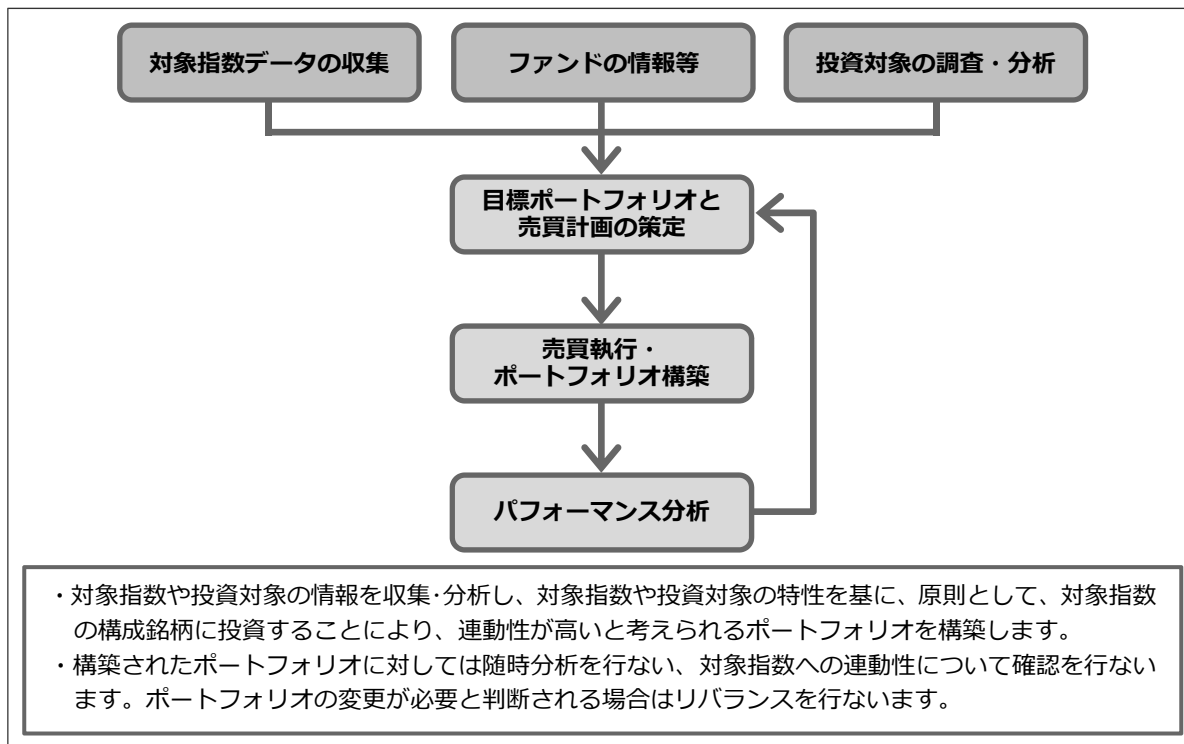 対象指数データの収集
ファンドの情報等
投資対象の調査・分析
目標ポートフォリオと
売買計画の策定
売買執行・
ポートフォリオ構築
パフォーマンス分析
・対象指数や投資対象の情報を収集･分析し、対象指数や投資対象の特性を基に、原則として、対象指数
の構成銘柄に投資することにより、連動性が高いと考えられるポートフォリオを構築します。
・構築されたポートフォリオに対しては随時分析を行ない、対象指数への連動性について確認を行ない
ます。ポートフォリオの変更が必要と判断される場合はリバランスを行ないます。